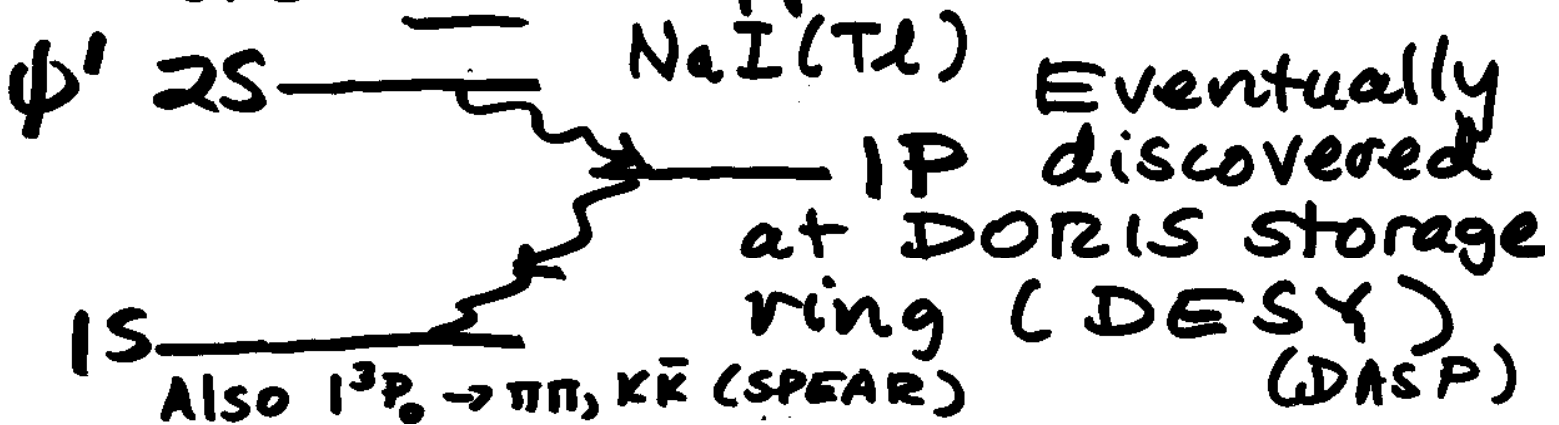 NaI(Tl)
ψ' 2S
Eventually
1P discovered
at DORIS storage
1S ring (DESY)
Also 1³P₀ → ππ, KK̄ (SPEAR) (DASP)